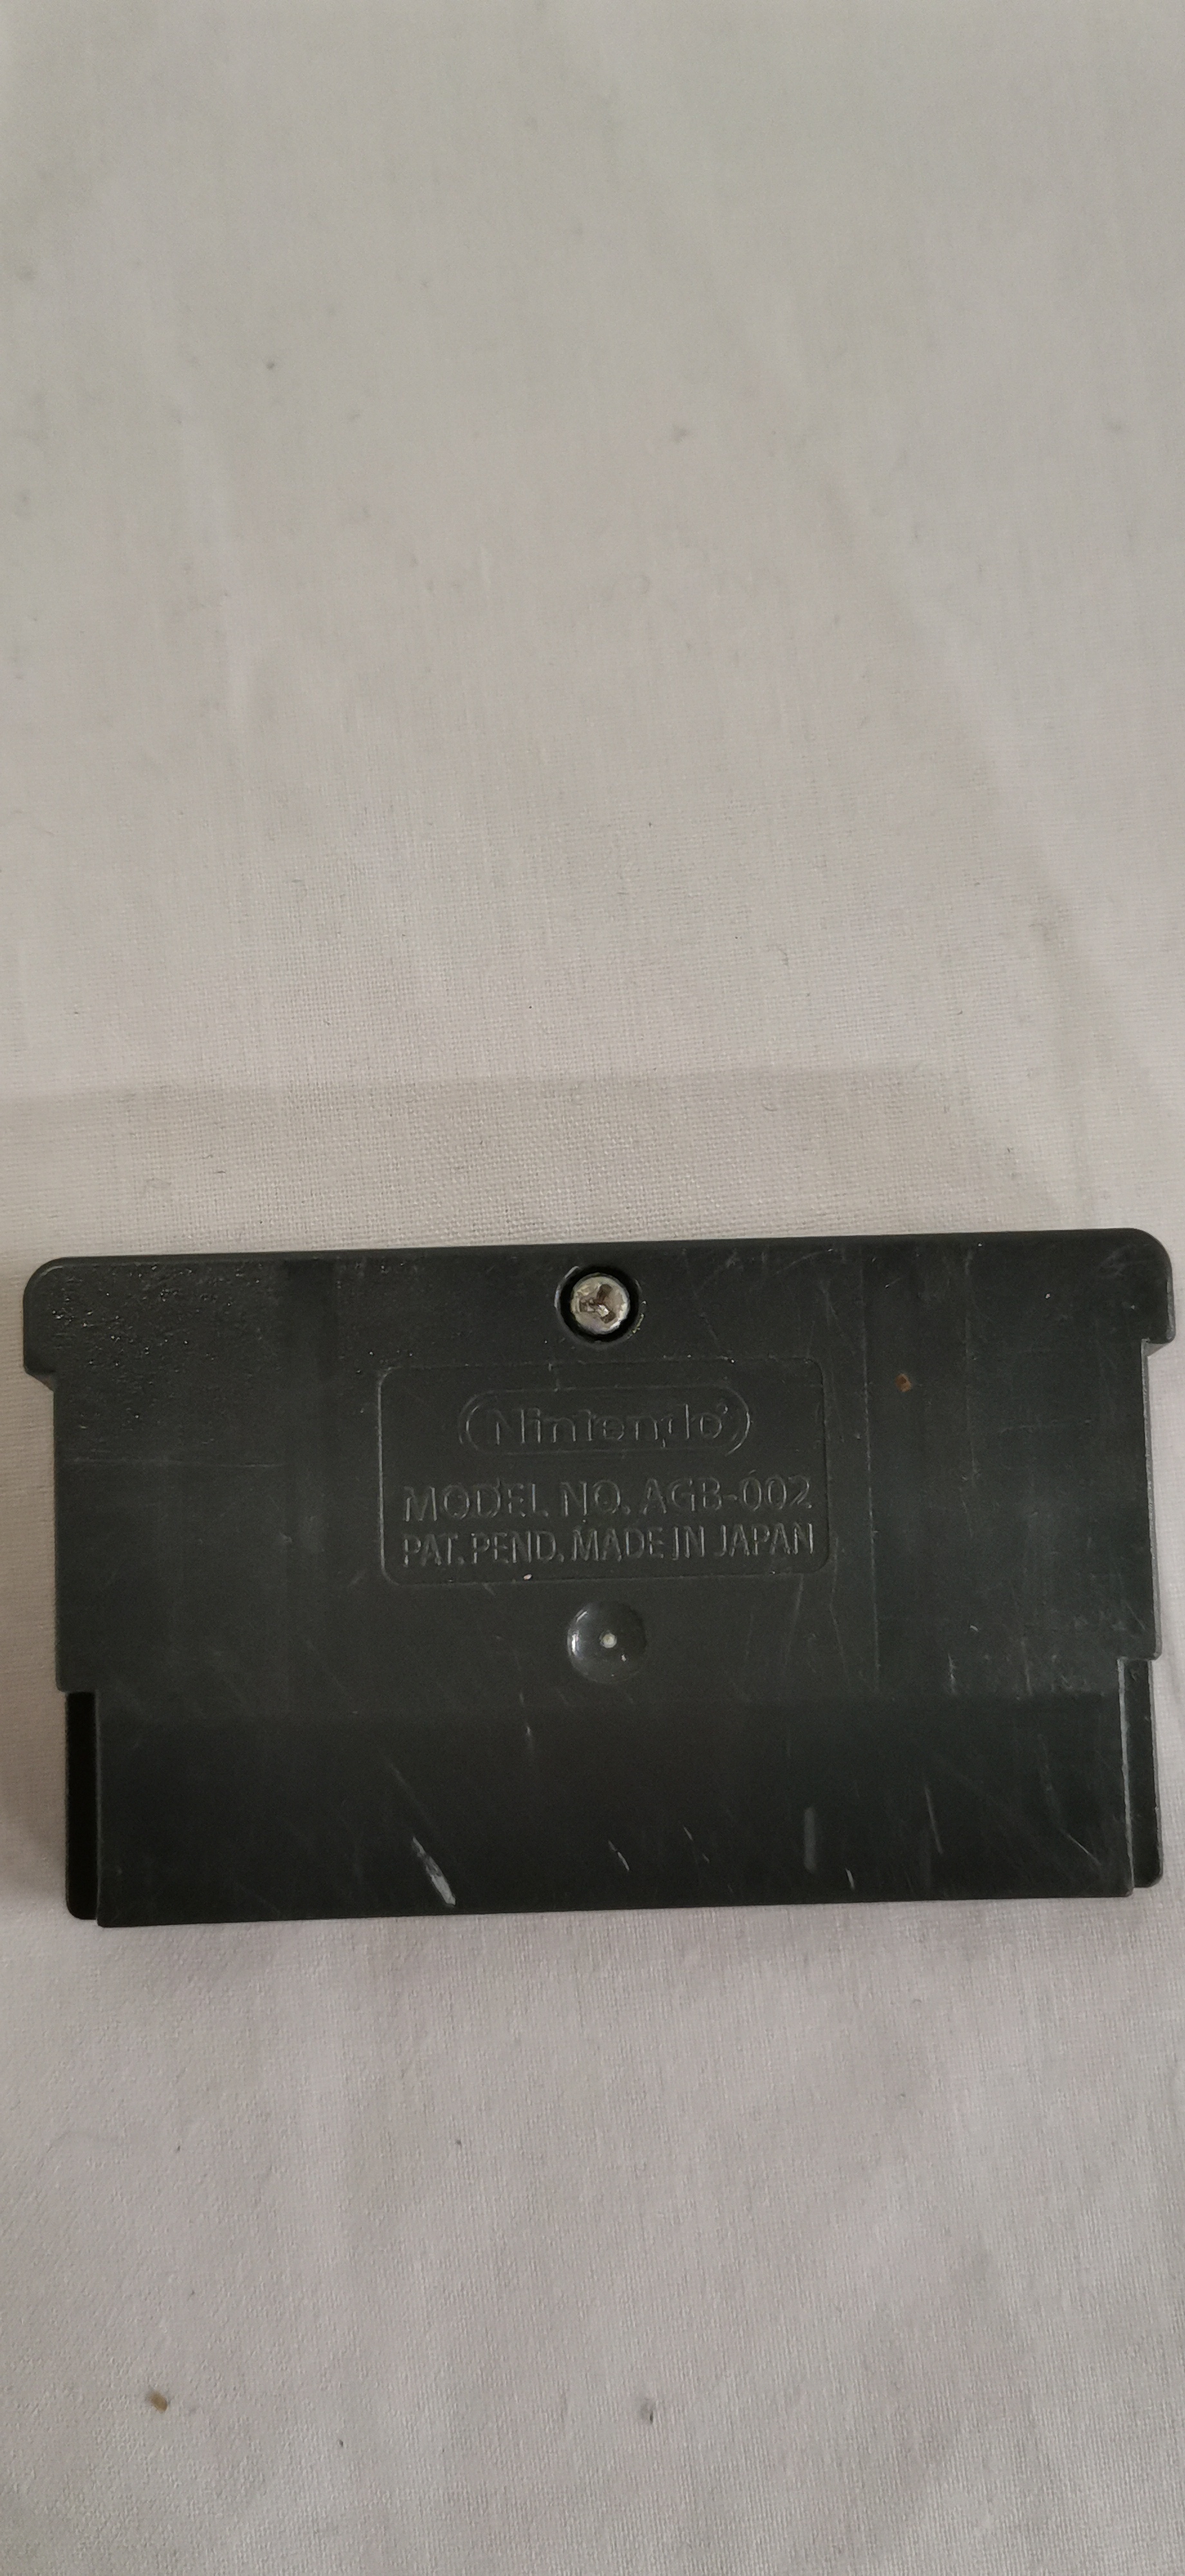 Nintendo®
MODEL NO. AGB-002
PAT. PEND. MADE IN JAPAN